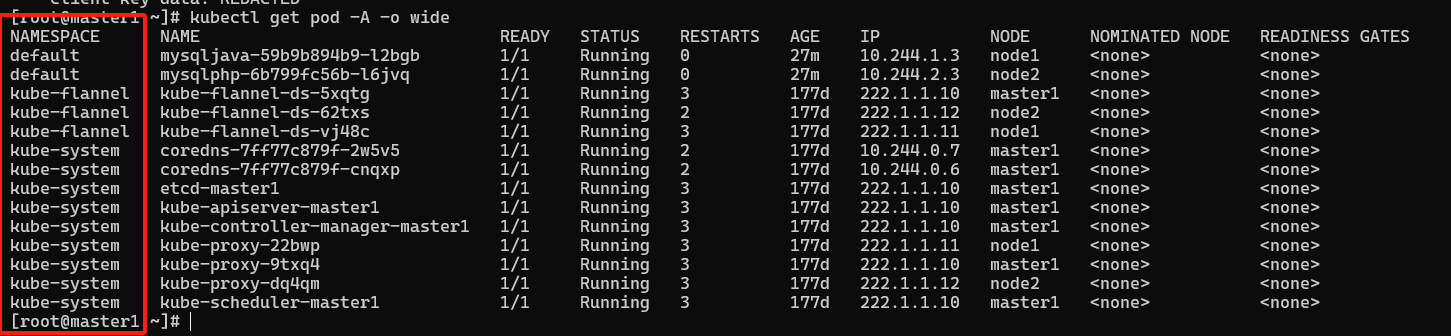 client key data: REDACTED
[root@master1 ~]# kubectl get pod -A -o wide
NAMESPACE NAME READY STATUS RESTARTS AGE IP NODE NOMINATED NODE READINESS GATES
default mysqljava-59b9b894b9-l2bgb 1/1 Running 0 27m 10.244.1.3 node1 <none> <none>
default mysqlphp-6b799fc56b-l6jvq 1/1 Running 0 27m 10.244.2.3 node2 <none> <none>
kube-flannel kube-flannel-ds-5xqtg 1/1 Running 3 177d 222.1.1.10 master1 <none> <none>
kube-flannel kube-flannel-ds-62txs 1/1 Running 2 177d 222.1.1.12 node2 <none> <none>
kube-flannel kube-flannel-ds-vj48c 1/1 Running 3 177d 222.1.1.11 node1 <none> <none>
kube-system coredns-7ff77c879f-2w5v5 1/1 Running 2 177d 10.244.0.7 master1 <none> <none>
kube-system coredns-7ff77c879f-cnqxp 1/1 Running 2 177d 10.244.0.6 master1 <none> <none>
kube-system etcd-master1 1/1 Running 3 177d 222.1.1.10 master1 <none> <none>
kube-system kube-apiserver-master1 1/1 Running 3 177d 222.1.1.10 master1 <none> <none>
kube-system kube-controller-manager-master1 1/1 Running 3 177d 222.1.1.10 master1 <none> <none>
kube-system kube-proxy-22bwp 1/1 Running 3 177d 222.1.1.11 node1 <none> <none>
kube-system kube-proxy-9txq4 1/1 Running 3 177d 222.1.1.10 master1 <none> <none>
kube-system kube-proxy-dq4qm 1/1 Running 3 177d 222.1.1.12 node2 <none> <none>
kube-system kube-scheduler-master1 1/1 Running 3 177d 222.1.1.10 master1 <none> <none>
[root@master1 ~]#